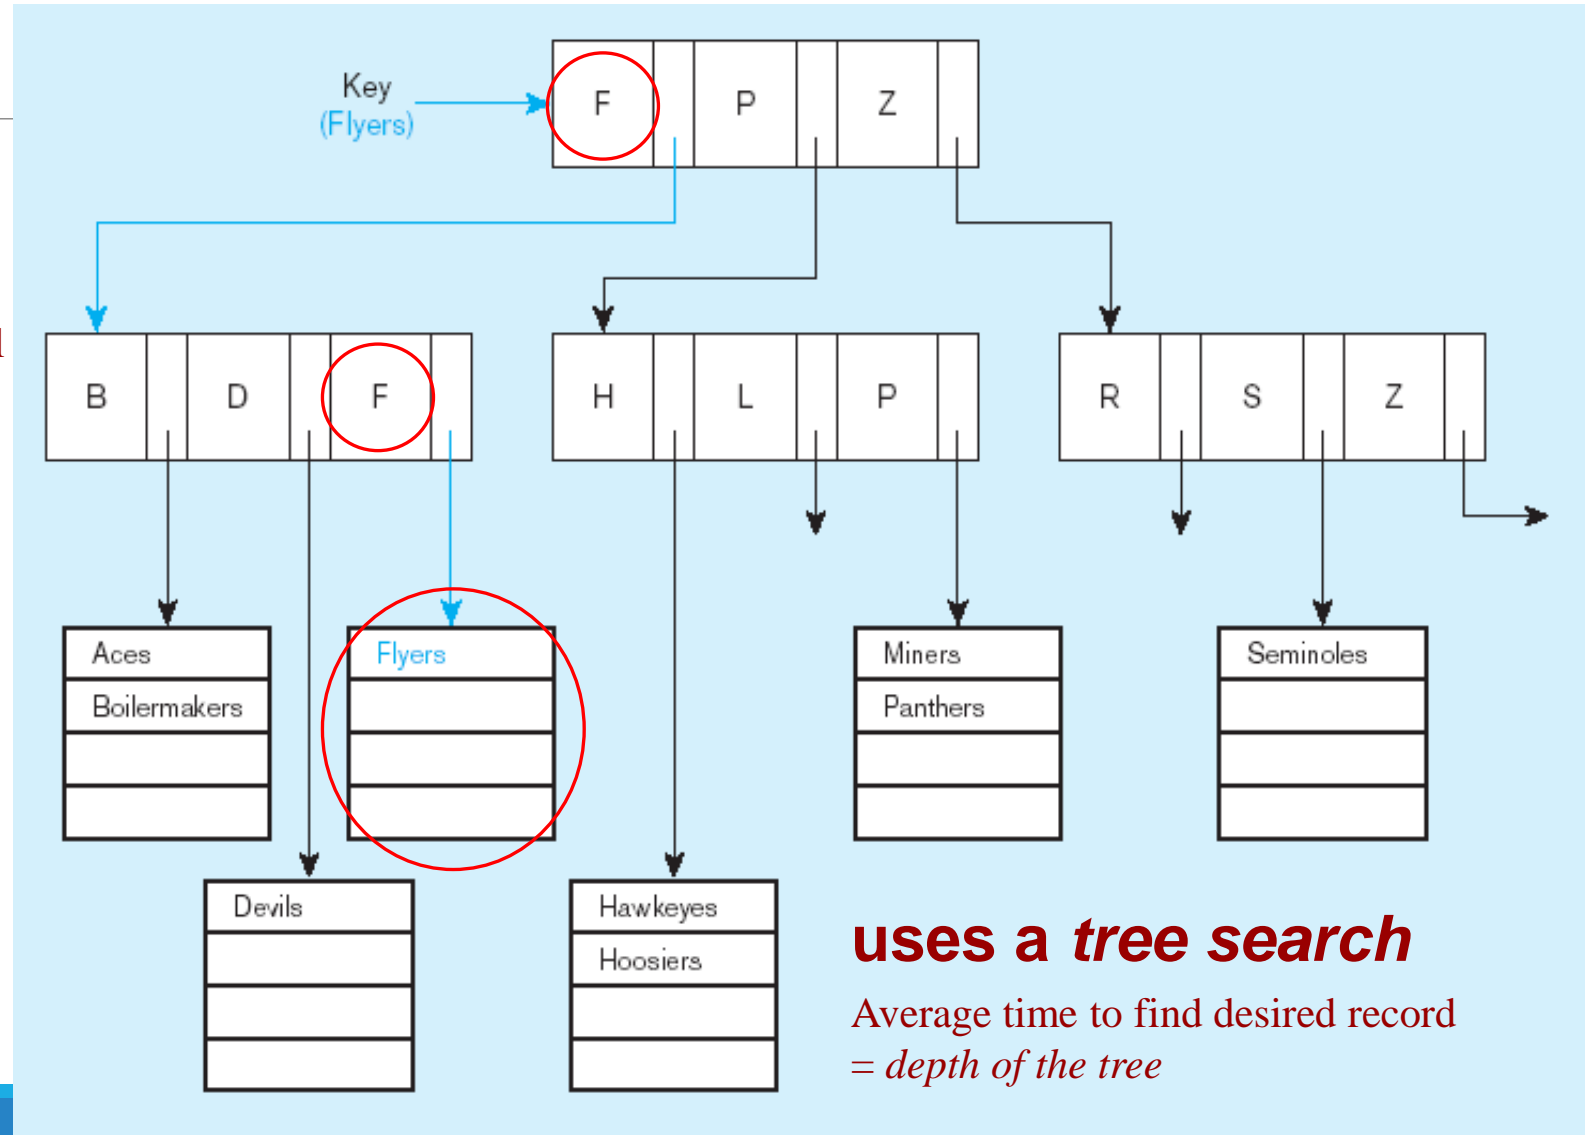 Key
(Flyers)
F P Z
B D F
H L P
R S Z
Aces
Boilermakers
Flyers
Miners
Panthers
Seminoles
Devils
Hawkeyes
Hoosiers
uses a tree search
Average time to find desired record
= depth of the tree